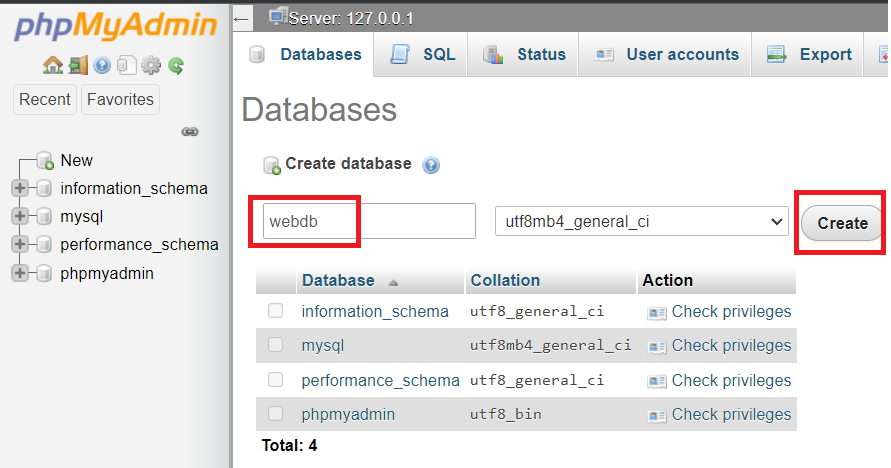 phpMyAdmin
Recent Favorites
New
information_schema
mysql
performance_schema
phpmyadmin
Server: 127.0.0.1
Databases SQL Status User accounts Export
Databases
Create database
webdb utf8mb4_general_ci Create
Database Collation Action
information_schema utf8_general_ci Check privileges
mysql utf8mb4_general_ci Check privileges
performance_schema utf8_general_ci Check privileges
phpmyadmin utf8_bin Check privileges
Total: 4